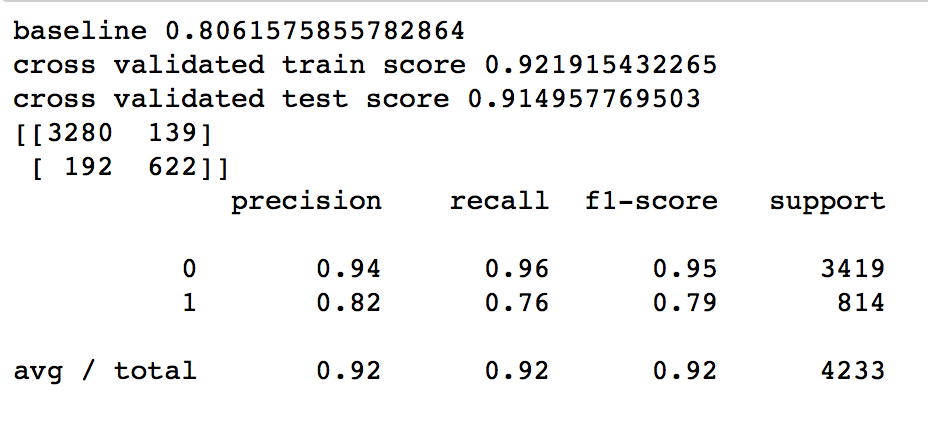 baseline 0.8061575855782864
cross validated train score 0.921915432265
cross validated test score 0.914957769503
[[3280  139]
 [ 192  622]]
             precision    recall  f1-score   support

          0       0.94      0.96      0.95      3419
          1       0.82      0.76      0.79       814

avg / total       0.92      0.92      0.92      4233